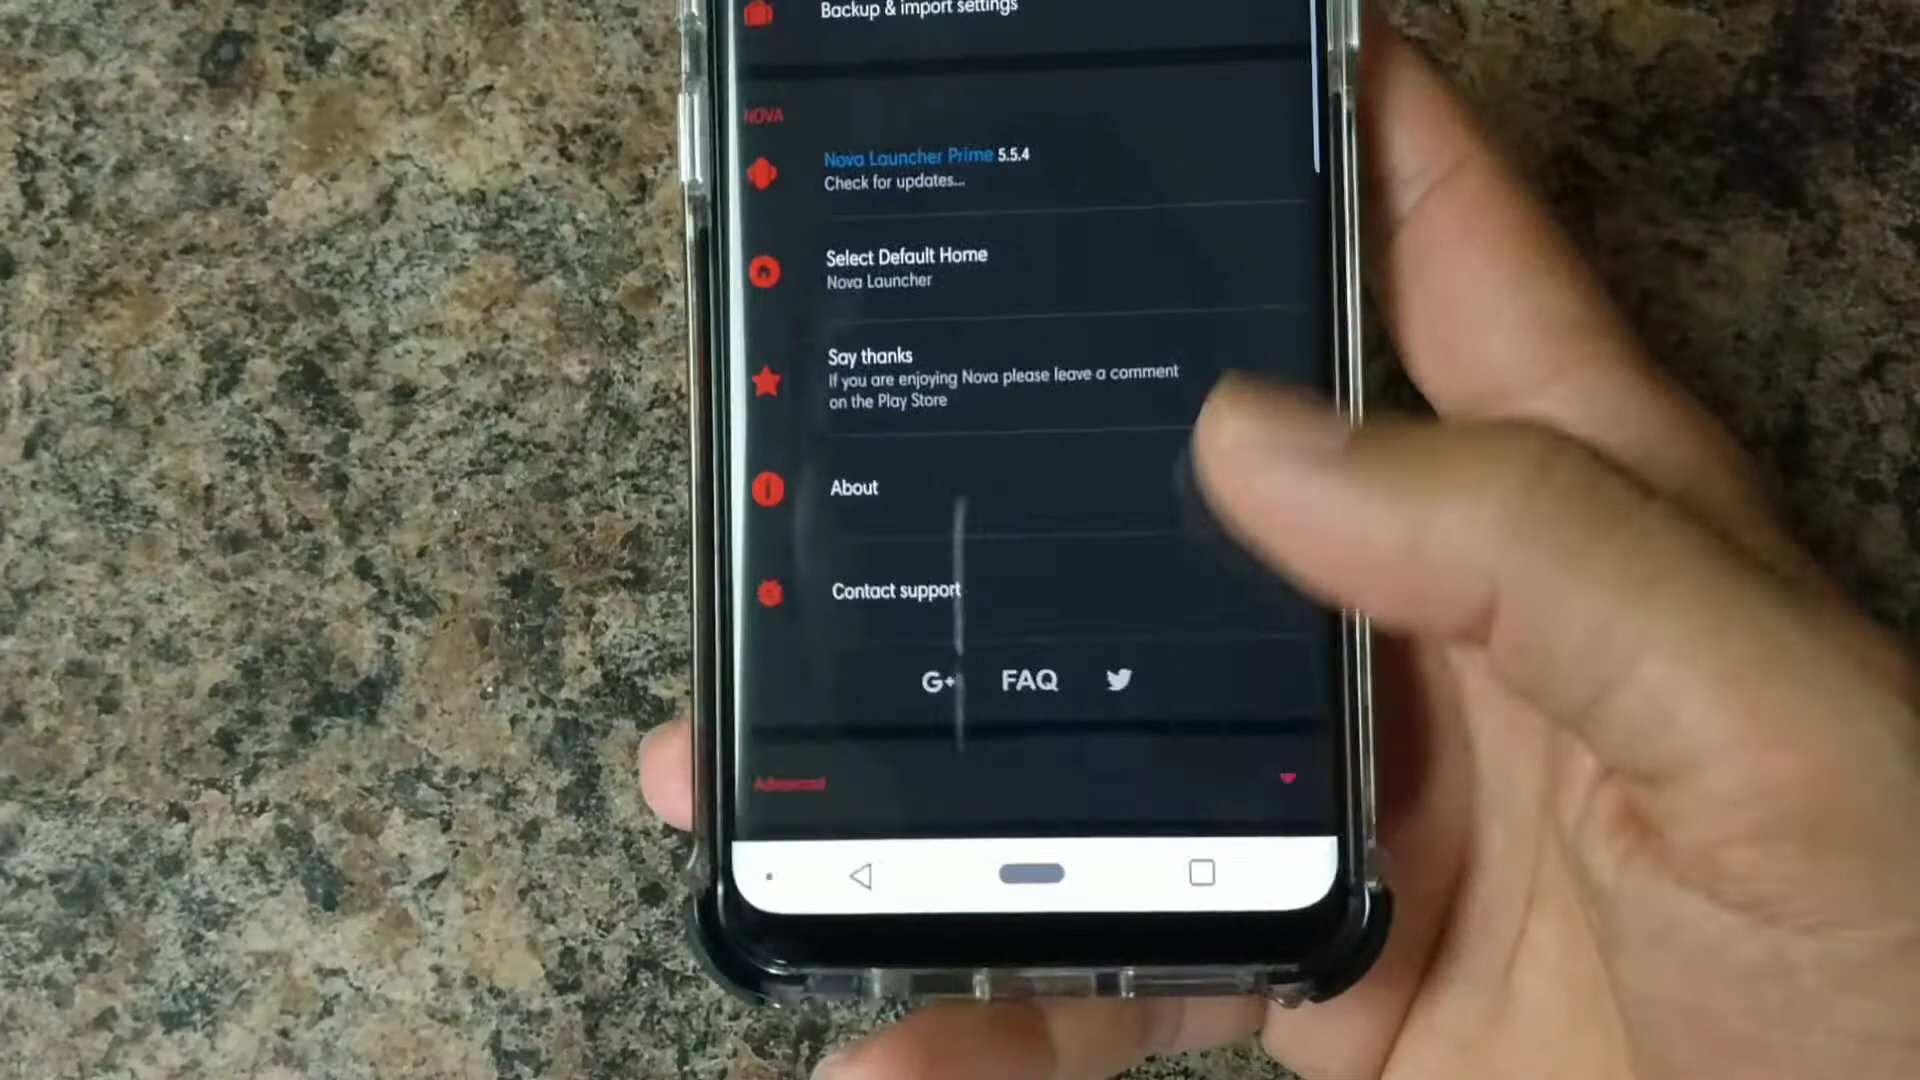 Backup & import settings
NOVA
Nova Launcher Prime 5.5.4
Check for updates...
Select Default Home
Nova Launcher
Say thanks
If you are enjoying Nova please leave a comment
on the Play Store
About
Contact support
G+ FAQ
Advanced